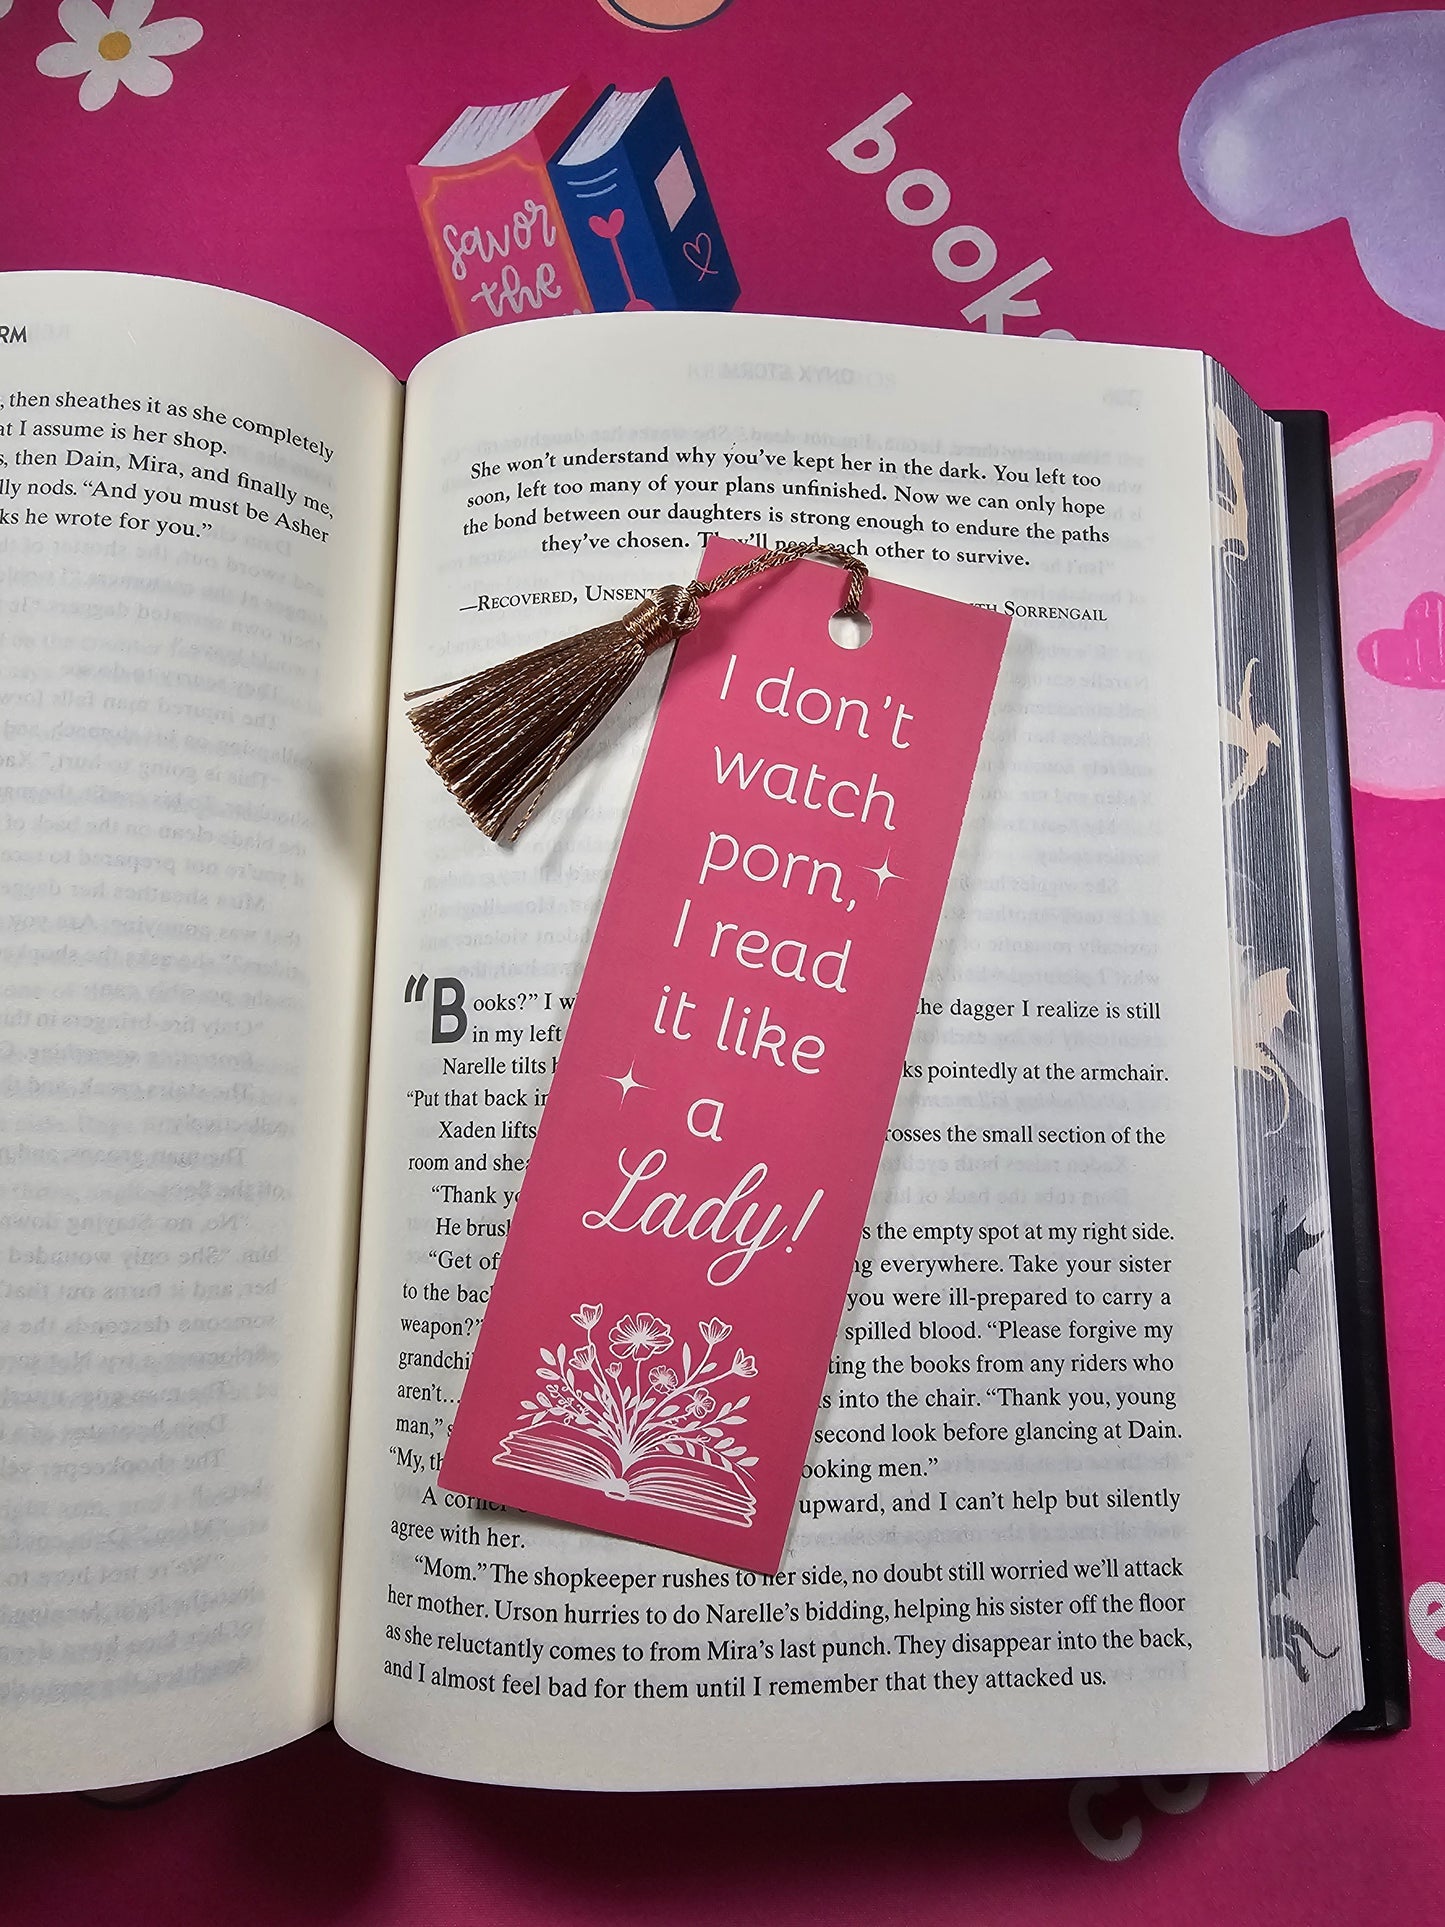 books
savor
the
RM
, then sheathes it as she completely
at I assume is her shop.
s, then Dain, Mira, and finally me,
lly nods. “And you must be Asher
ks he wrote for you.”
ONYX STORM
She won’t understand why you’ve kept her in the dark. You left too
soon, left too many of your plans unfinished. Now we can only hope
the bond between our daughters is strong enough to endure the paths
they’ve chosen. They’ll need each other to survive.
—Recovered, Unsent
th Sorrengail
I don’t
watch
porn,
I read
it like
a
Lady!
“Books?” I w
the dagger I realize is still
in my left
Narelle tilts h
ks pointedly at the armchair.
“Put that back in
Xaden lifts
rosses the small section of the
room and shea
“Thank yo
He brush
s the empty spot at my right side.
“Get of
ng everywhere. Take your sister
to the bac
you were ill-prepared to carry a
weapon?”
spilled blood. “Please forgive my
grandchi
ting the books from any riders who
aren’t…
s into the chair. “Thank you, young
man,” s
second look before glancing at Dain.
“My, th
ooking men.”
A corner
upward, and I can’t help but silently
agree with her.
“Mom.” The shopkeeper rushes to her side, no doubt still worried we’ll attack
her mother. Urson hurries to do Narelle’s bidding, helping his sister off the floor
as she reluctantly comes to from Mira’s last punch. They disappear into the back,
and I almost feel bad for them until I remember that they attacked us.